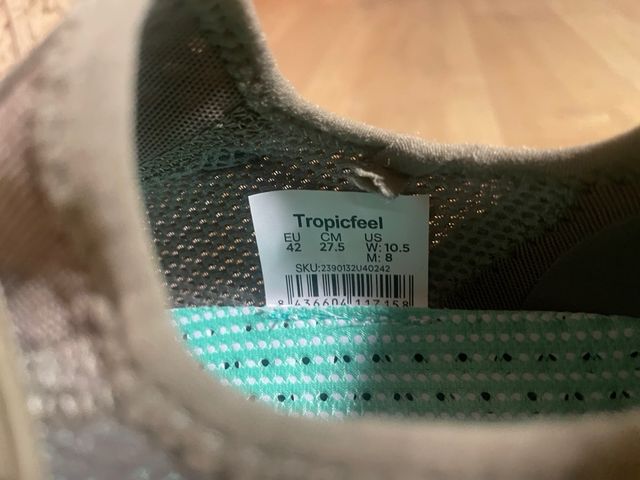 Tropicfeel
EU CM US
42 27.5 W: 10.5
M: 8
SKU:2390132U40242
8 436604 117158